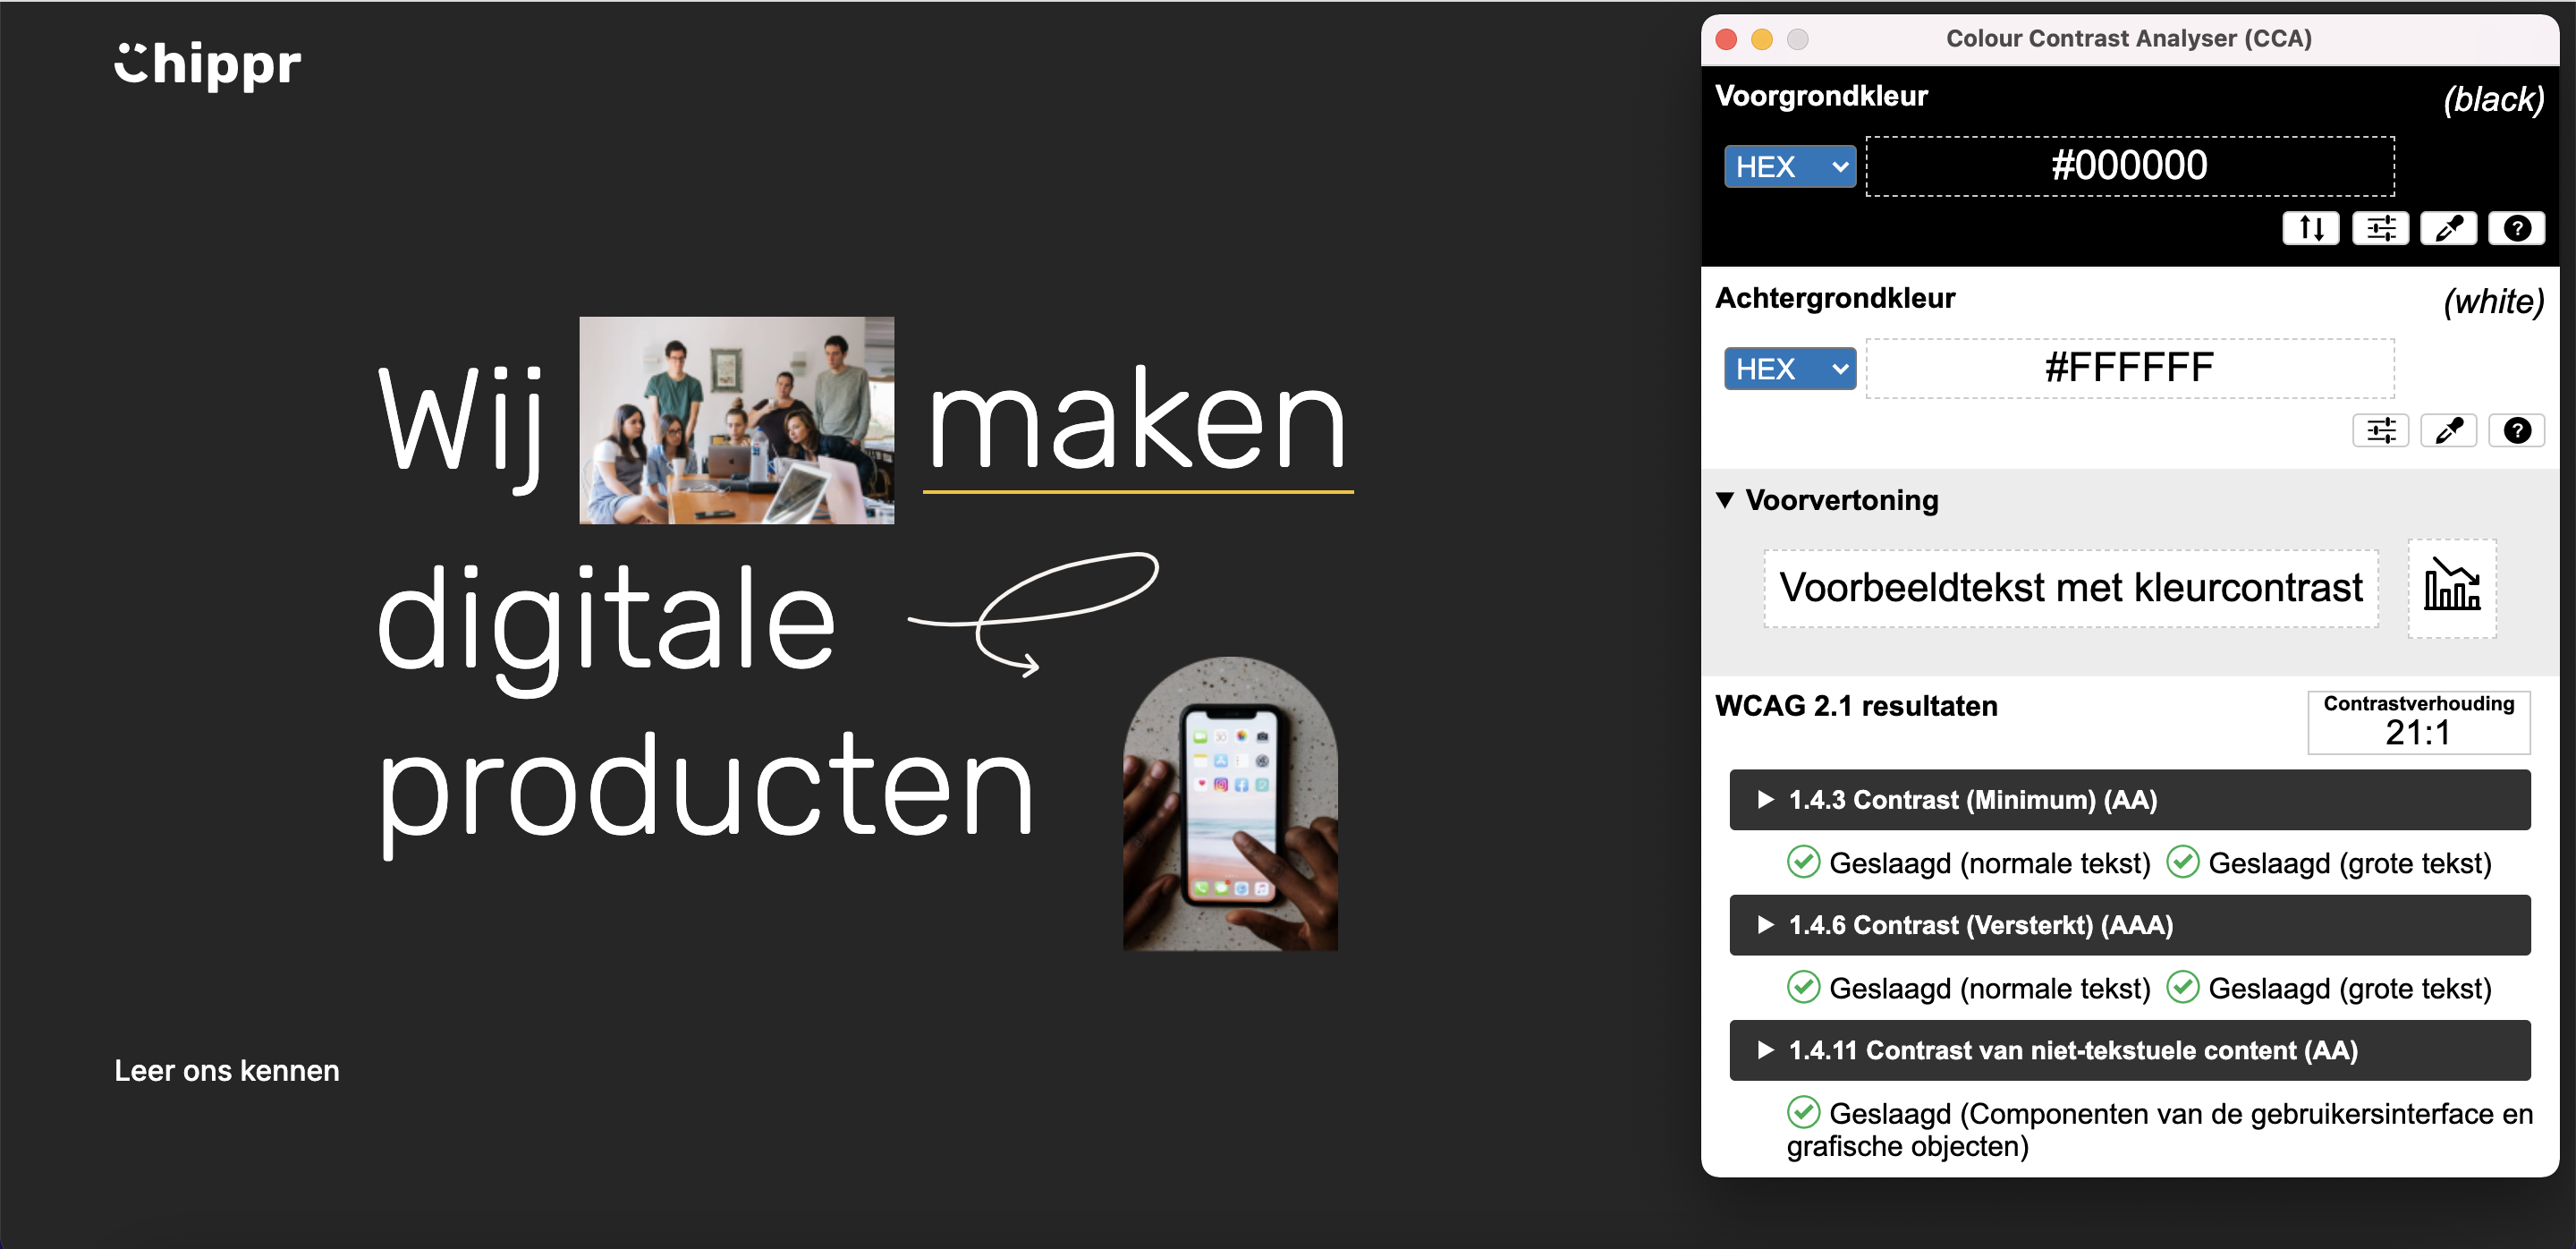 Chippr
Wij maken
digitale
producten
Leer ons kennen
Colour Contrast Analyser (CCA)
Voorgrondkleur (black)
HEX #000000
?
Achtergrondkleur (white)
HEX #FFFFFF
?
▼ Voorvertoning
Voorbeeldtekst met kleurcontrast
WCAG 2.1 resultaten
Contrastverhouding
21:1
1.4.3 Contrast (Minimum) (AA)
Geslaagd (normale tekst) Geslaagd (grote tekst)
1.4.6 Contrast (Versterkt) (AAA)
Geslaagd (normale tekst) Geslaagd (grote tekst)
1.4.11 Contrast van niet-tekstuele content (AA)
Geslaagd (Componenten van de gebruikersinterface en
grafische objecten)